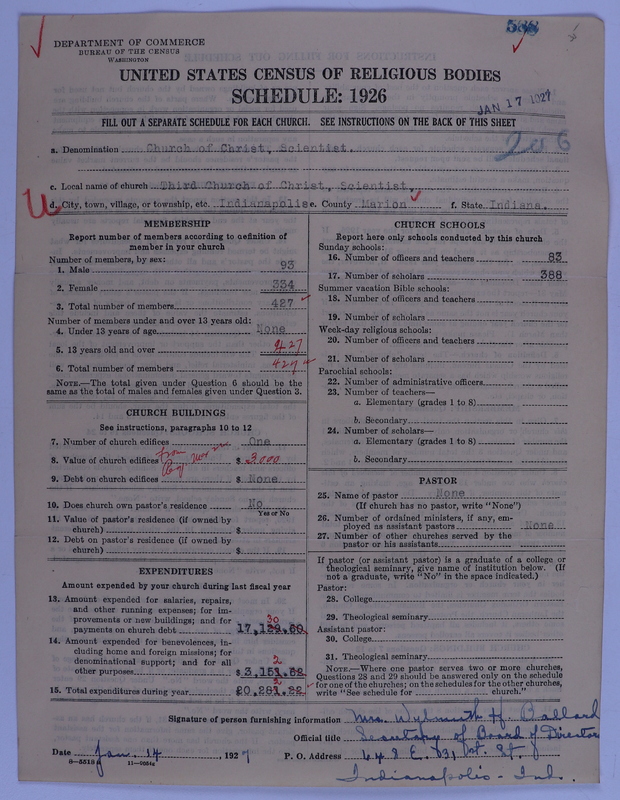 588
DEPARTMENT OF COMMERCE
BUREAU OF THE CENSUS
WASHINGTON
UNITED STATES CENSUS OF RELIGIOUS BODIES
SCHEDULE: 1926
JAN 17 1927
FILL OUT A SEPARATE SCHEDULE FOR EACH CHURCH. SEE INSTRUCTIONS ON THE BACK OF THIS SHEET
a. Denomination Church of Christ, Scientist.
c. Local name of church Third Church of Christ, Scientist,
d. City, town, village, or township, etc. Indianapolis e. County Marion f. State Indiana.
MEMBERSHIP
Report number of members according to definition of
member in your church
Number of members, by sex:
1. Male 93
2. Female 334
3. Total number of members 427
Number of members under and over 13 years old:
4. Under 13 years of age None
5. 13 years old and over 427
6. Total number of members 427
NOTE.—The total given under Question 6 should be the
same as the total of males and females given under Question 3.
CHURCH BUILDINGS
See instructions, paragraphs 10 to 12
7. Number of church edifices One
8. Value of church edifices $ 3000
9. Debt on church edifices $ None
10. Does church own pastor's residence No
Yes or No
11. Value of pastor's residence (if owned by
church) $
12. Debt on pastor's residence (if owned by
church) $
EXPENDITURES
Amount expended by your church during last fiscal year
13. Amount expended for salaries, repairs,
and other running expenses; for im-
provements or new buildings; and for
30
payments on church debt 17,129.60
14. Amount expended for benevolences, in-
cluding home and foreign missions; for
denominational support; and for all
2
other purposes $ 3,151.62
2
15. Total expenditures during year 20,281.22
CHURCH SCHOOLS
Report here only schools conducted by this church
Sunday schools:
16. Number of officers and teachers 83
17. Number of scholars 388
Summer vacation Bible schools:
18. Number of officers and teachers
19. Number of scholars
Week-day religious schools:
20. Number of officers and teachers
21. Number of scholars
Parochial schools:
22. Number of administrative officers
23. Number of teachers—
a. Elementary (grades 1 to 8)
b. Secondary
24. Number of scholars—
a. Elementary (grades 1 to 8)
b. Secondary
PASTOR
25. Name of pastor None
(If church has no pastor, write "None")
26. Number of ordained ministers, if any, em-
ployed as assistant pastors None
27. Number of other churches served by the
pastor or his assistants
If pastor (or assistant pastor) is a graduate of a college or
theological seminary, give name of institution below. (If
not a graduate, write "No" in the space indicated.)
Pastor:
28. College
29. Theological seminary
Assistant pastor:
30. College
31. Theological seminary
NOTE.—Where one pastor serves two or more churches,
Questions 28 and 29 should be answered only on the schedule
for one of the churches; on the schedules for the other churches,
write "See schedule for church."
Signature of person furnishing information Mrs. Wylmuth H. Ballard
Official title Secretary of Board of Directors
Date Jan. 14, 1927 P. O. Address 648 E. 31st. St.
8—5518 11—9084a
Indianapolis - Ind.